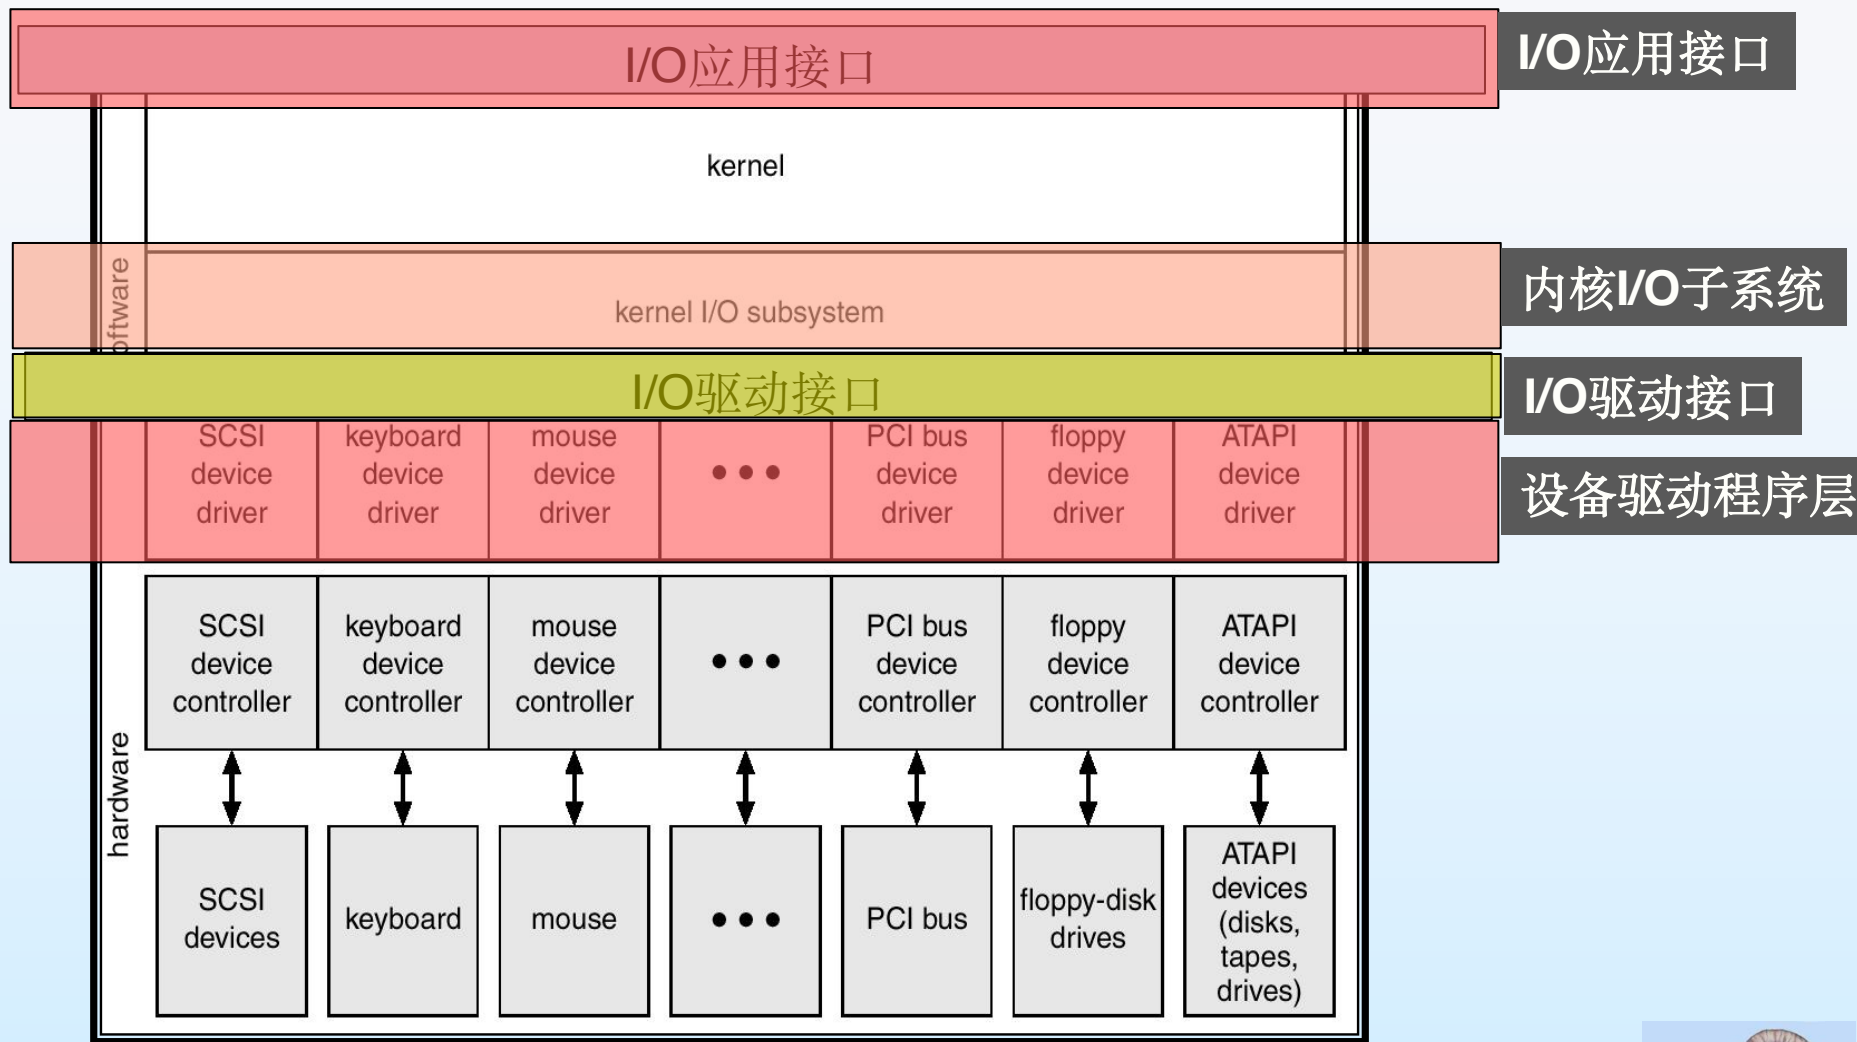 I/O应用接口
I/O应用接口
kernel
kernel I/O subsystem
内核I/O子系统
I/O驱动接口
I/O驱动接口
SCSI
device
driver
keyboard
device
driver
mouse
device
driver
PCI bus
device
driver
floppy
device
driver
ATAPI
device
driver
设备驱动程序层
SCSI
device
controller
keyboard
device
controller
mouse
device
controller
PCI bus
device
controller
floppy
device
controller
ATAPI
device
controller
hardware
SCSI
devices
keyboard
mouse
PCI bus
floppy-disk
drives
ATAPI
devices
(disks,
tapes,
drives)